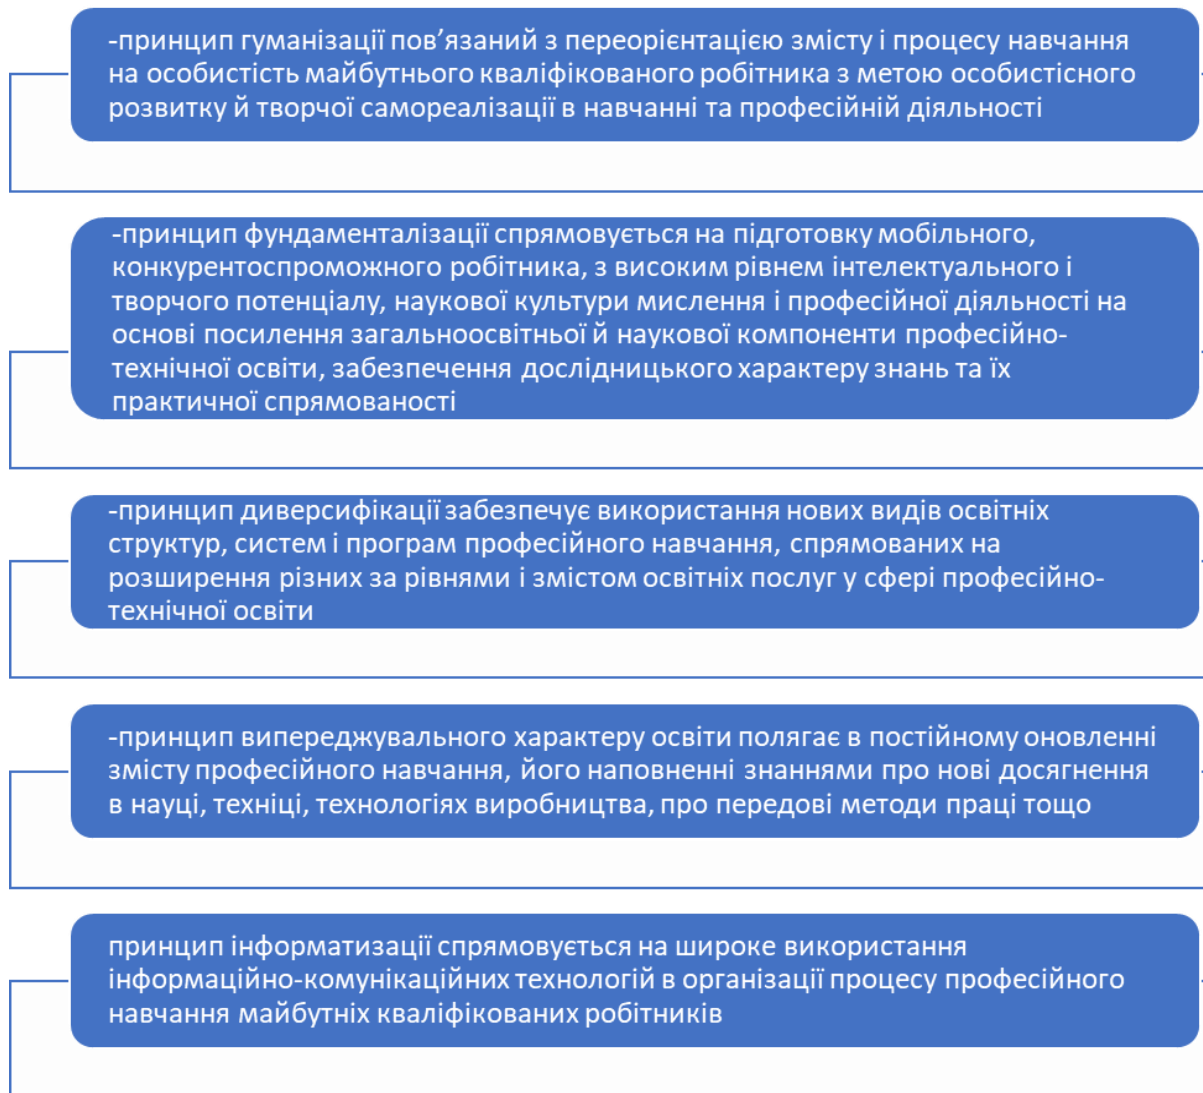 -принцип гуманізації пов’язаний з переорієнтацією змісту і процесу навчання
на особистість майбутнього кваліфікованого робітника з метою особистісного
розвитку й творчої самореалізації в навчанні та професійній діяльності
-принцип фундаменталізації спрямовується на підготовку мобільного,
конкурентоспроможного робітника, з високим рівнем інтелектуального і
творчого потенціалу, наукової культури мислення і професійної діяльності на
основі посилення загальноосвітньої й наукової компоненти професійно-
технічної освіти, забезпечення дослідницького характеру знань та їх
практичної спрямованості
-принцип диверсифікації забезпечує використання нових видів освітніх
структур, систем і програм професійного навчання, спрямованих на
розширення різних за рівнями і змістом освітніх послуг у сфері професійно-
технічної освіти
-принцип випереджувального характеру освіти полягає в постійному оновленні
змісту професійного навчання, його наповненні знаннями про нові досягнення
в науці, техніці, технологіях виробництва, про передові методи праці тощо
принцип інформатизації спрямовується на широке використання
інформаційно-комунікаційних технологій в організації процесу професійного
навчання майбутніх кваліфікованих робітників